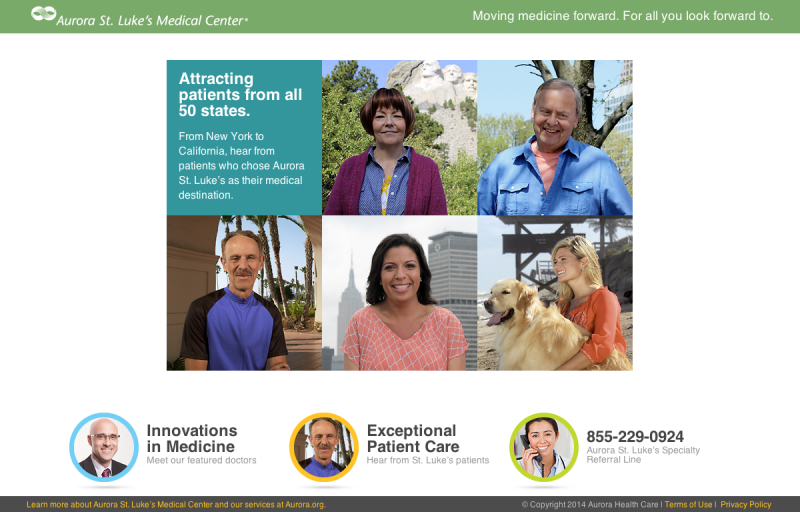 Aurora St. Luke's Medical Center®
Moving medicine forward. For all you look forward to.
Attracting
patients from all
50 states.
From New York to
California, hear from
patients who chose Aurora
St. Luke's as their medical
destination.
Innovations
in Medicine
Meet our featured doctors
Exceptional
Patient Care
Hear from St. Luke's patients
855-229-0924
Aurora St. Luke's Specialty
Referral Line
Learn more about Aurora St. Luke's Medical Center and our services at Aurora.org.
© Copyright 2014 Aurora Health Care | Terms of Use | Privacy Policy